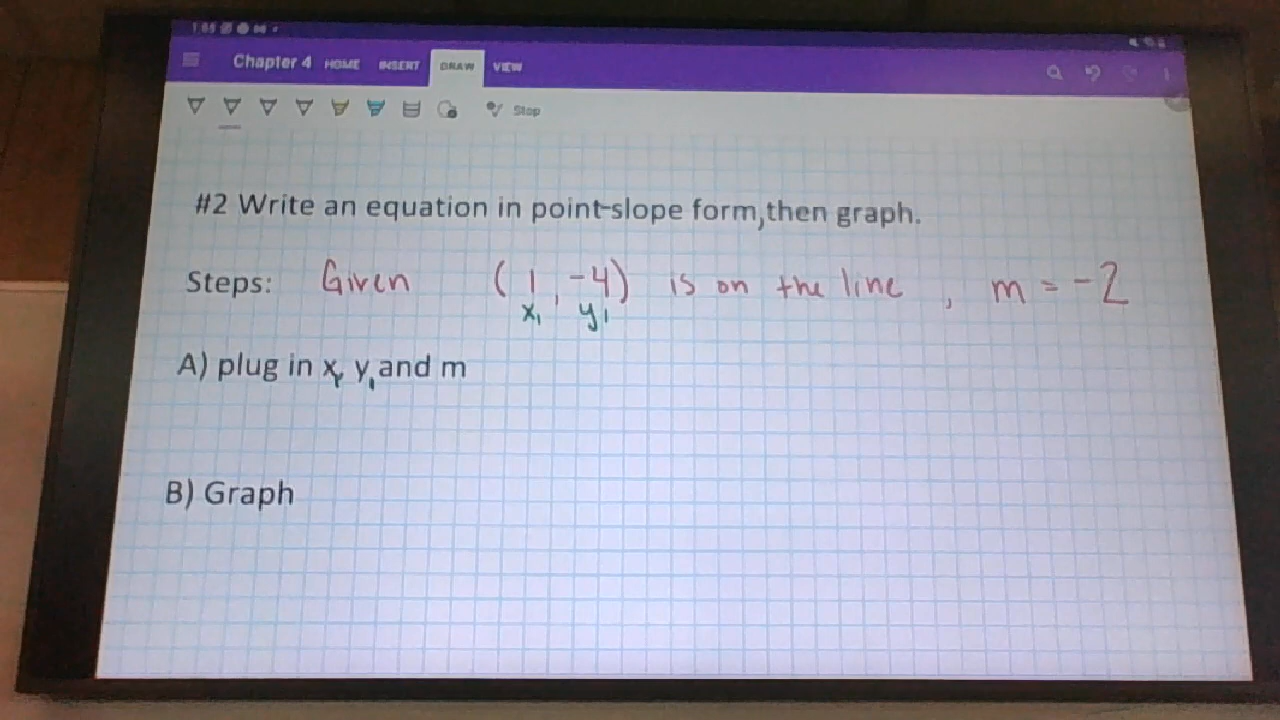 Chapter 4 HOME INSERT DRAW VIEW
Stop
#2 Write an equation in point-slope form, then graph.
Steps: Given (1, -4) is on the line, m = -2
x₁ y₁
A) plug in x₁, y₁ and m
B) Graph